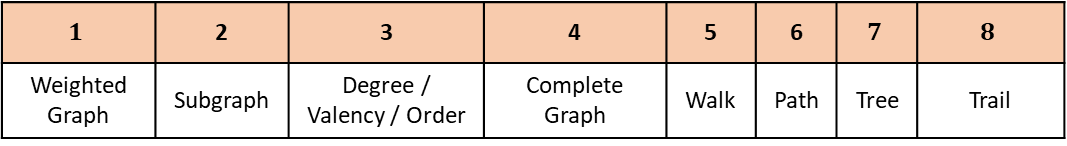 1 2 3 4 5 6 7 8
Weighted Graph Subgraph Degree / Valency / Order Complete Graph Walk Path Tree Trail